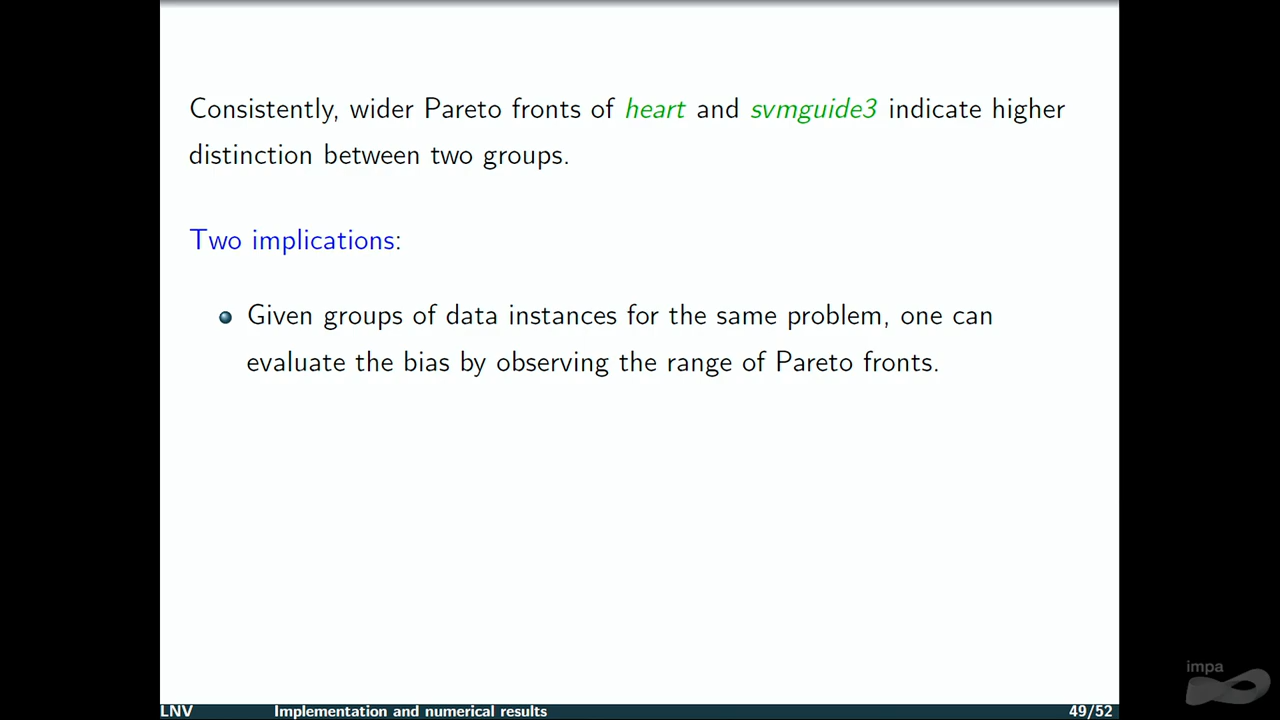 Consistently, wider Pareto fronts of heart and svmguide3 indicate higher
distinction between two groups.
Two implications:
Given groups of data instances for the same problem, one can
evaluate the bias by observing the range of Pareto fronts.
impa
LNV Implementation and numerical results 49/52